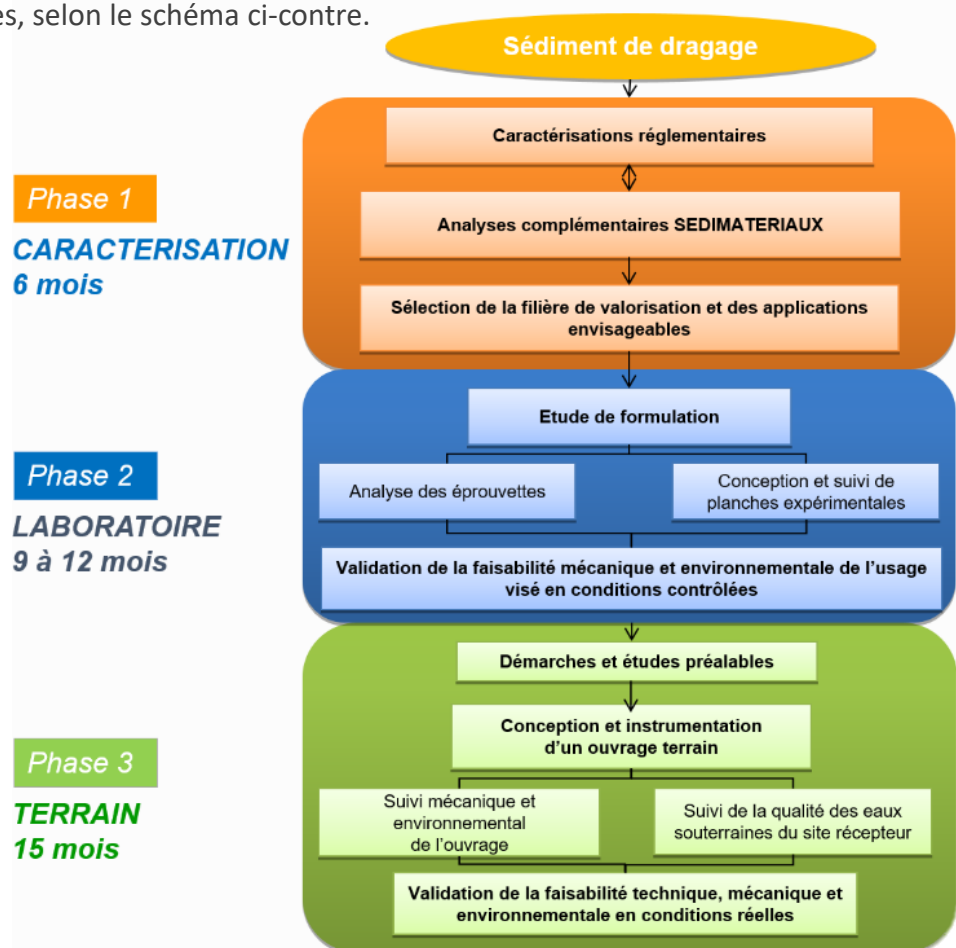 es, selon le schéma ci-contre.
Sédiment de dragage
Caractérisations réglementaires
Phase 1
CARACTERISATION
6 mois
Analyses complémentaires SEDIMATERIAUX
Sélection de la filière de valorisation et des applications
envisageables
Etude de formulation
Phase 2
LABORATOIRE
9 à 12 mois
Analyse des éprouvettes
Conception et suivi de
planches expérimentales
Validation de la faisabilité mécanique et environnementale de l’usage
visé en conditions contrôlées
Démarches et études préalables
Phase 3
TERRAIN
15 mois
Conception et instrumentation
d’un ouvrage terrain
Suivi mécanique et
environnemental
de l’ouvrage
Suivi de la qualité des eaux
souterraines du site récepteur
Validation de la faisabilité technique, mécanique et
environnementale en conditions réelles